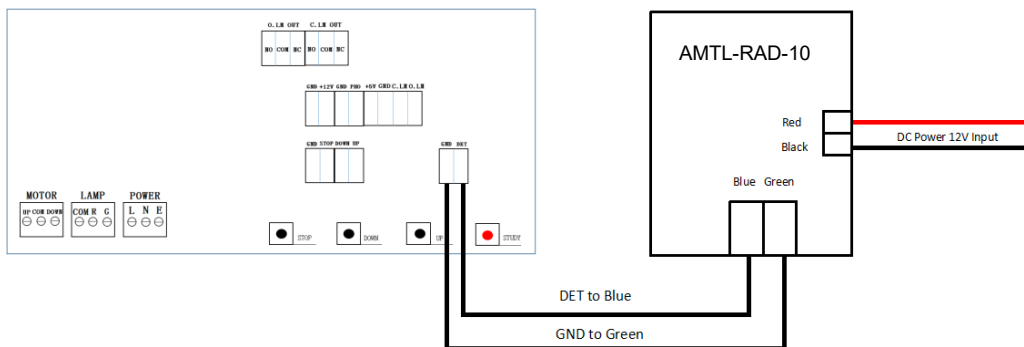 O.LM OUT C.LM OUT
NO COM NC NO COM NC
AMTL-RAD-10
GND +12V GND PHO +5V GND C.LM O.LM
Red
DC Power 12V Input
Black
GND STOP DOWN UP
GND DET
Blue Green
MOTOR LAMP POWER
UP COM DOWN COM R G L N E
STOP DOWN UP STUDY
DET to Blue
GND to Green